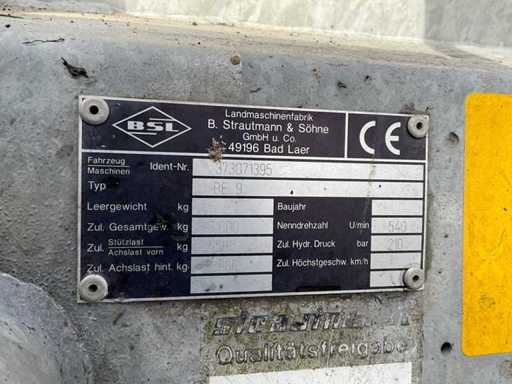 BSL
Landmaschinenfabrik
B. Strautmann & Söhne
GmbH u. Co.
49196 Bad Laer
CE
Fahrzeug Maschinen Ident-Nr. 373071395
Typ RE 9
Leergewicht kg Baujahr
Zul. Gesamtgew. kg Nenndrehzahl U/min 540
Zul. Stützlast Achslast vorn kg Zul. Hydr. Druck bar 210
Zul. Achslast hint. kg Zul. Höchstgeschw. km/h
Qualitätsfreigabe